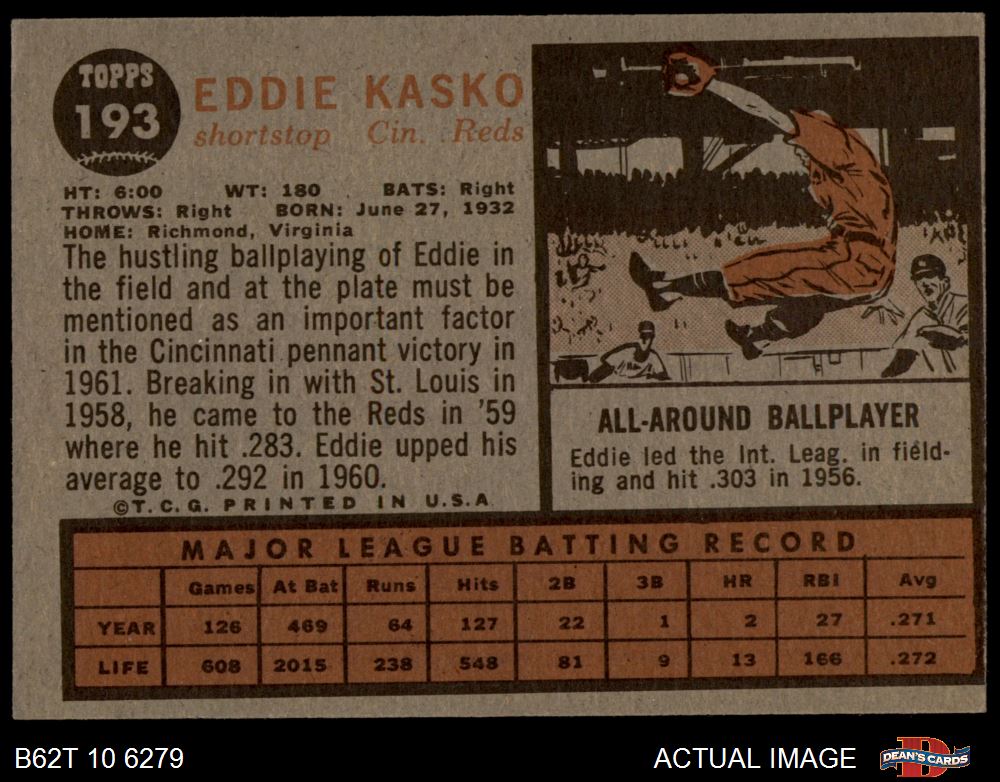 TOPPS
193
EDDIE KASKO
shortstop Cin. Reds
HT: 6:00 WT: 180 BATS: Right
THROWS: Right BORN: June 27, 1932
HOME: Richmond, Virginia
The hustling ballplaying of Eddie in
the field and at the plate must be
mentioned as an important factor
in the Cincinnati pennant victory in
1961. Breaking in with St. Louis in
1958, he came to the Reds in '59
where he hit .283. Eddie upped his
average to .292 in 1960.
©T.C.G. PRINTED IN U.S.A
ALL-AROUND BALLPLAYER
Eddie led the Int. Leag. in field-
ing and hit .303 in 1956.
MAJOR LEAGUE BATTING RECORD
Games At Bat Runs Hits 2B 3B HR RBI Avg
YEAR 126 469 64 127 22 1 2 27 .271
LIFE 608 2015 238 548 81 9 13 166 .272
B62T 10 6279 ACTUAL IMAGE DEAN'S CARDS